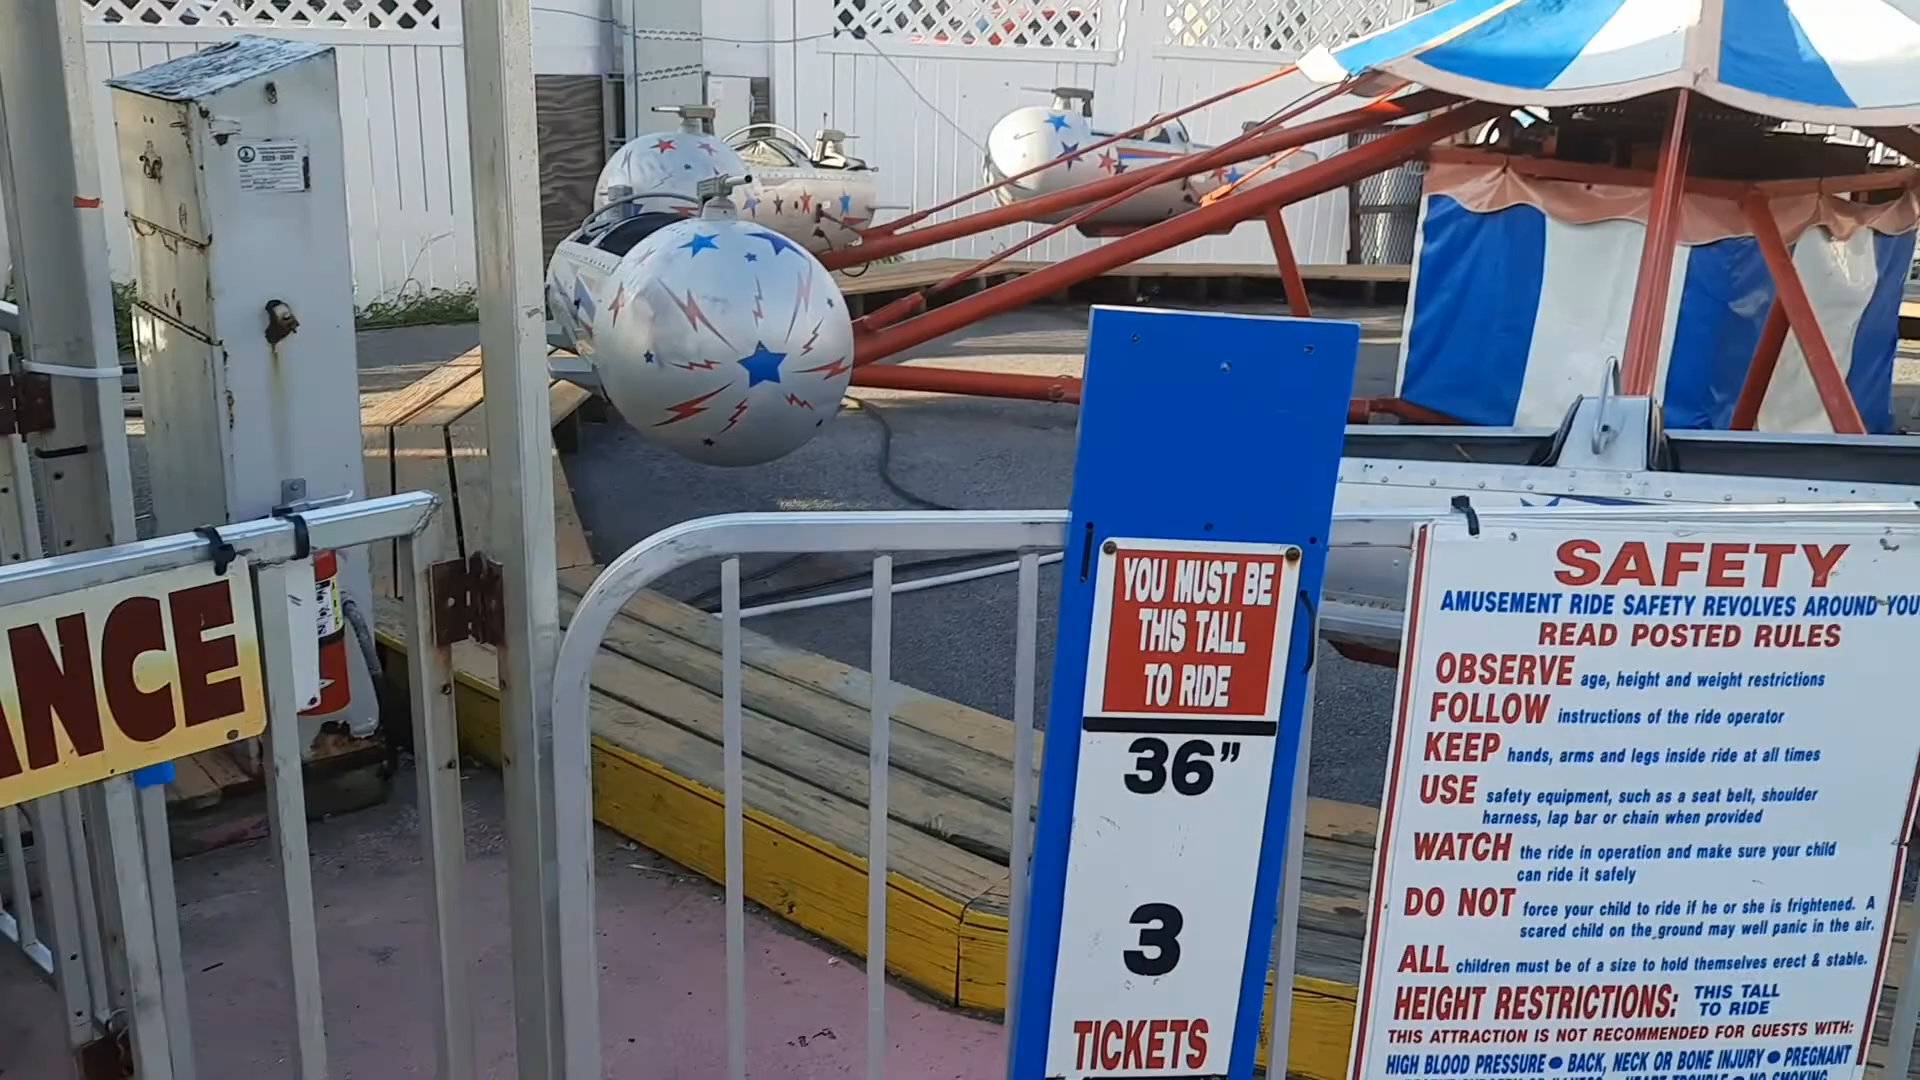 ANCE
YOU MUST BE
THIS TALL
TO RIDE
36”
3
TICKETS
SAFETY
AMUSEMENT RIDE SAFETY REVOLVES AROUND YOU
READ POSTED RULES
OBSERVE age, height and weight restrictions
FOLLOW instructions of the ride operator
KEEP hands, arms and legs inside ride at all times
USE safety equipment, such as a seat belt, shoulder
harness, lap bar or chain when provided
WATCH the ride in operation and make sure your child
can ride it safely
DO NOT force your child to ride if he or she is frightened. A
scared child on the ground may well panic in the air.
ALL children must be of a size to hold themselves erect & stable.
HEIGHT RESTRICTIONS: THIS TALL
TO RIDE
THIS ATTRACTION IS NOT RECOMMENDED FOR GUESTS WITH:
HIGH BLOOD PRESSURE ● BACK, NECK OR BONE INJURY ● PREGNANT